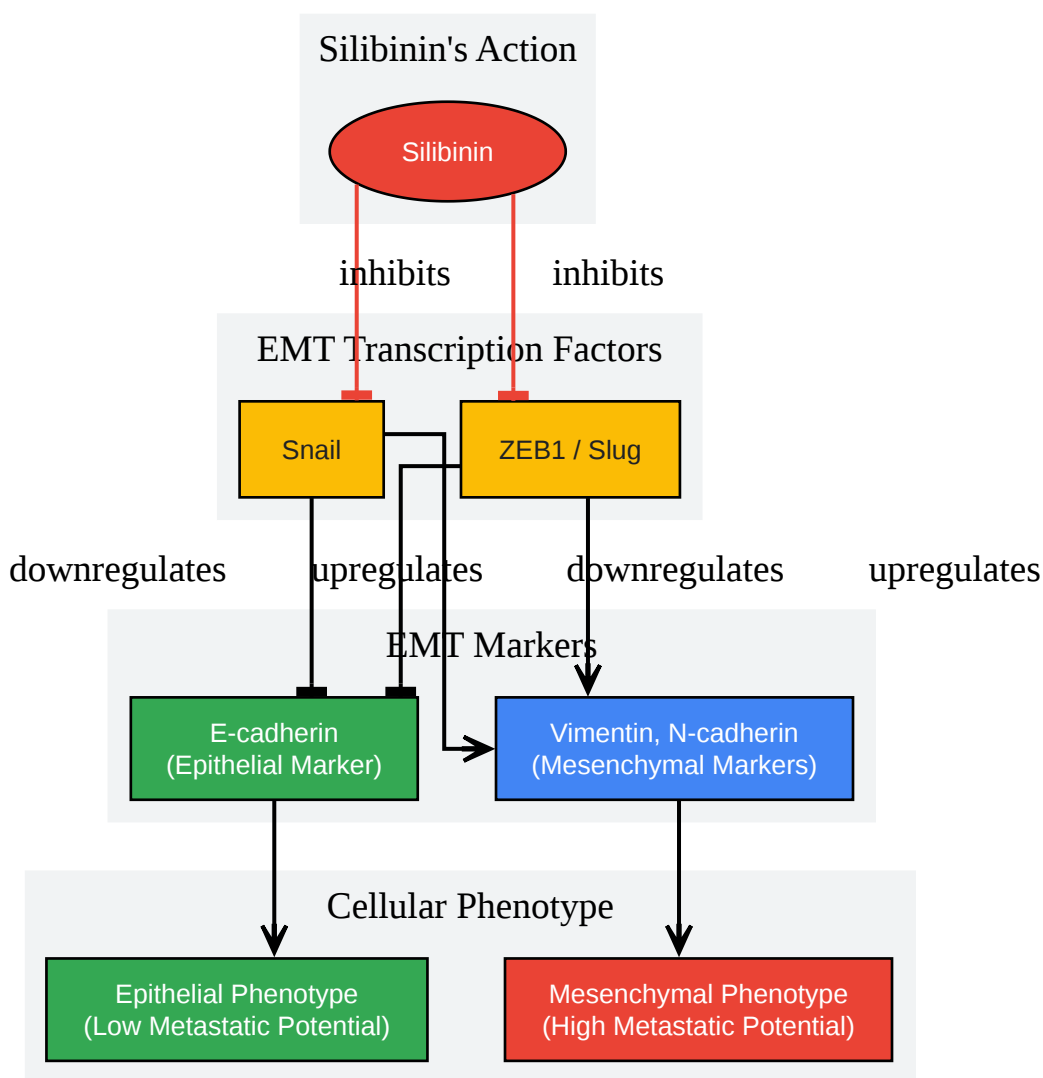 Silibinin's Action
Silibinin
inhibits
inhibits
EMT Transcription Factors
Snail
ZEB1 / Slug
downregulates
upregulates
downregulates
upregulates
EMT Markers
E-cadherin
(Epithelial Marker)
Vimentin, N-cadherin
(Mesenchymal Markers)
Cellular Phenotype
Epithelial Phenotype
(Low Metastatic Potential)
Mesenchymal Phenotype
(High Metastatic Potential)